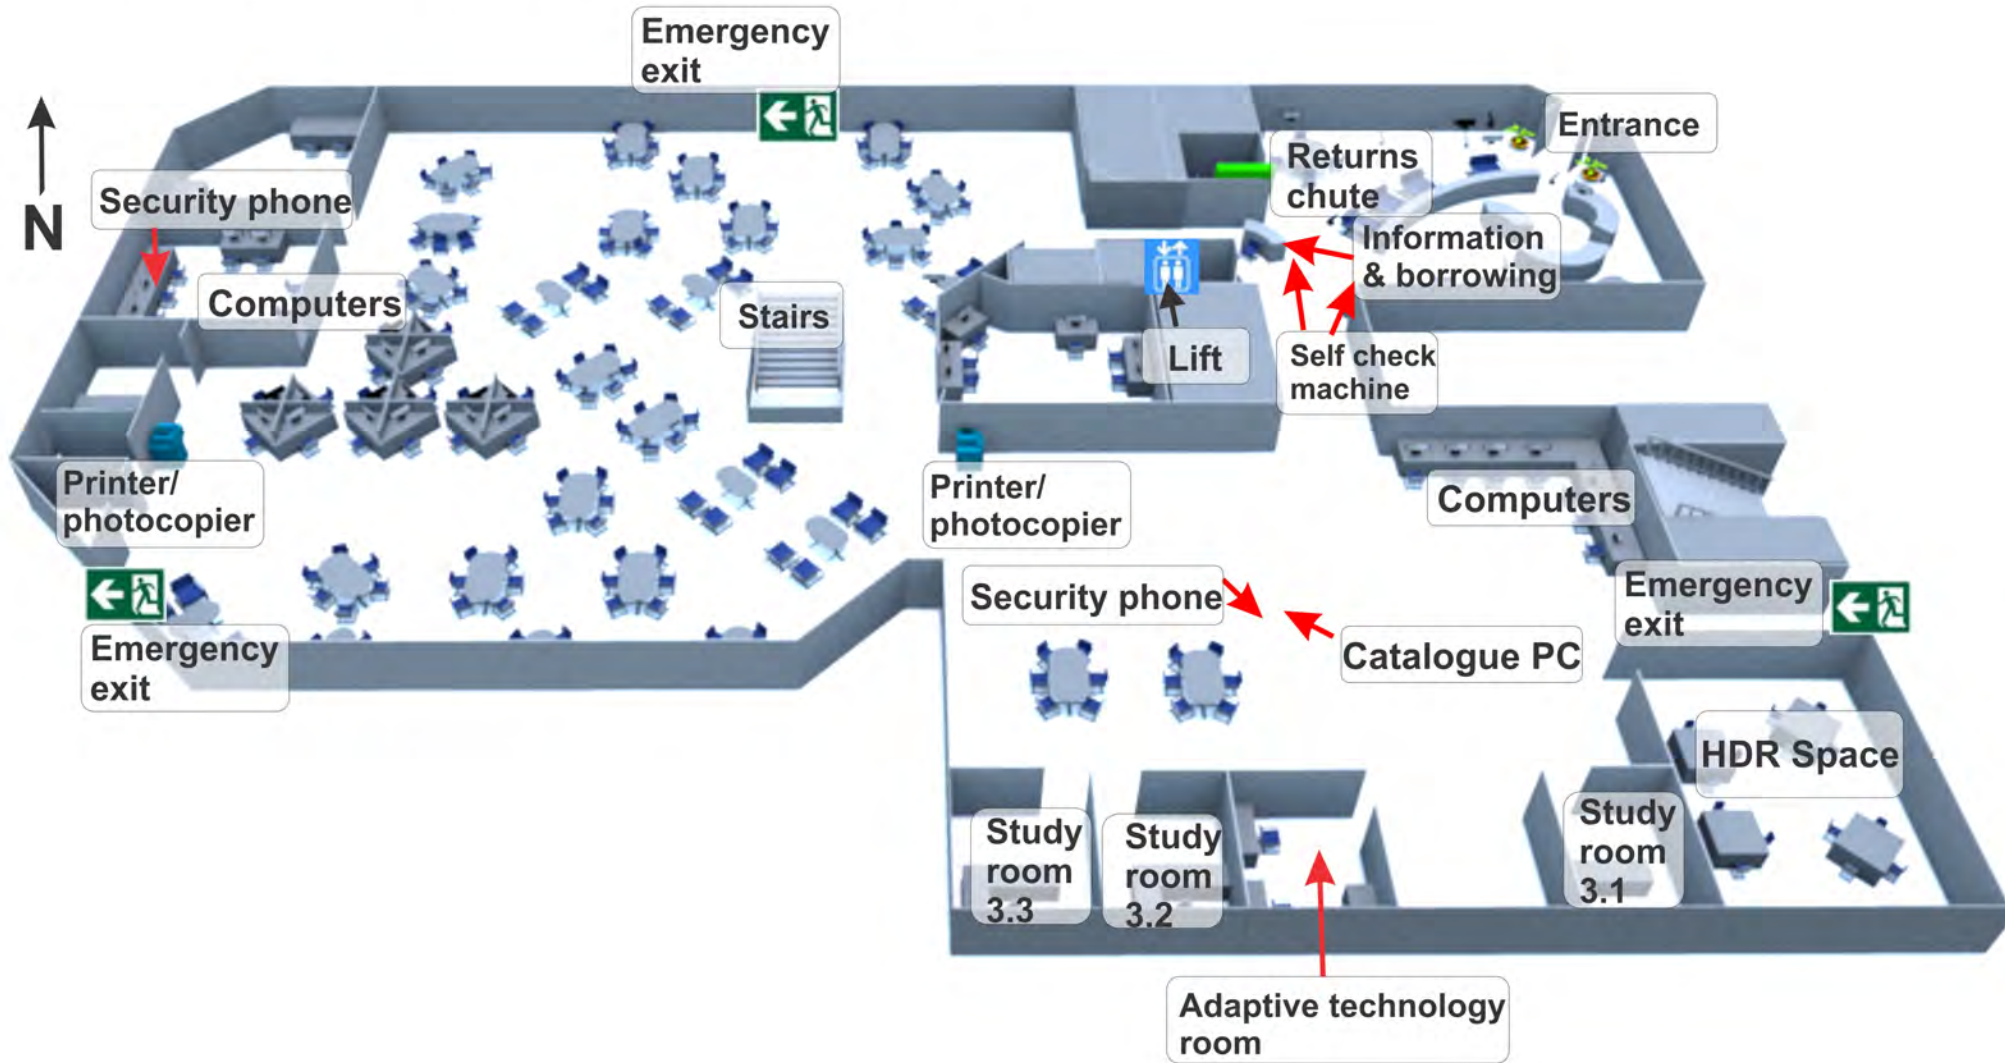 Emergency
exit
Entrance
Returns
chute
Security phone
N
Information
& borrowing
Computers
Stairs
Lift
Self check
machine
Printer/
photocopier
Printer/
photocopier
Computers
Security phone
Emergency
exit
Catalogue PC
Emergency
exit
HDR Space
Study
room
3.3
Study
room
3.2
Study
room
3.1
Adaptive technology
room